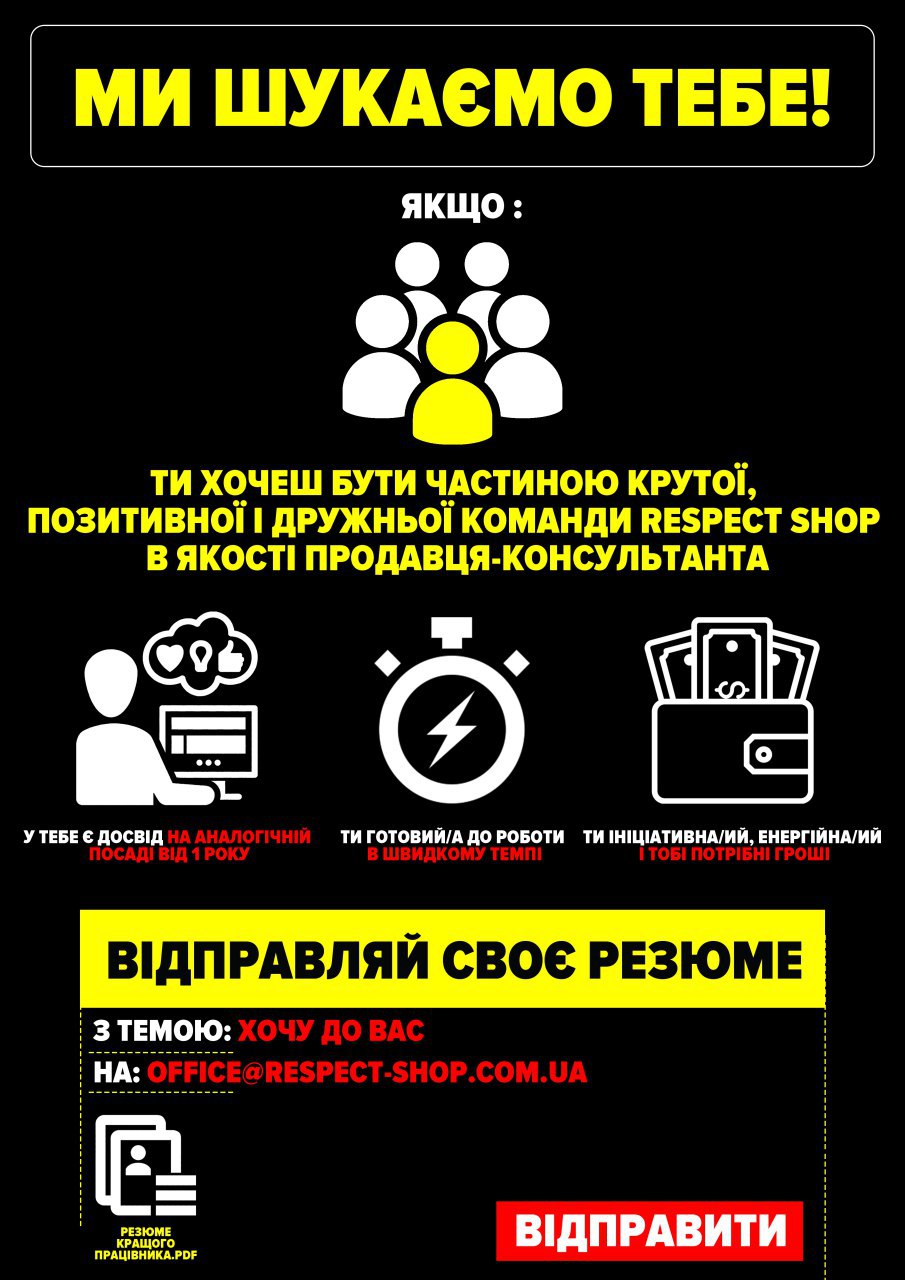 МИ ШУКАЄМО ТЕБЕ!
ЯКЩО :
ТИ ХОЧЕШ БУТИ ЧАСТИНОЮ КРУТОЇ,
ПОЗИТИВНОЇ І ДРУЖНЬОЇ КОМАНДИ RESPECT SHOP
В ЯКОСТІ ПРОДАВЦЯ-КОНСУЛЬТАНТА
У ТЕБЕ Є ДОСВІД НА АНАЛОГІЧНІЙ
ПОСАДІ ВІД 1 РОКУ
ТИ ГОТОВИЙ/А ДО РОБОТИ
В ШВИДКОМУ ТЕМПІ
ТИ ІНІЦІАТИВНА/ИЙ, ЕНЕРГІЙНА/ИЙ
І ТОБІ ПОТРІБНІ ГРОШІ
ВІДПРАВЛЯЙ СВОЄ РЕЗЮМЕ
З ТЕМОЮ: ХОЧУ ДО ВАС
НА: OFFICE@RESPECT-SHOP.COM.UA
РЕЗЮМЕ
КРАЩОГО
ПРАЦІВНИКА.PDF
ВІДПРАВИТИ